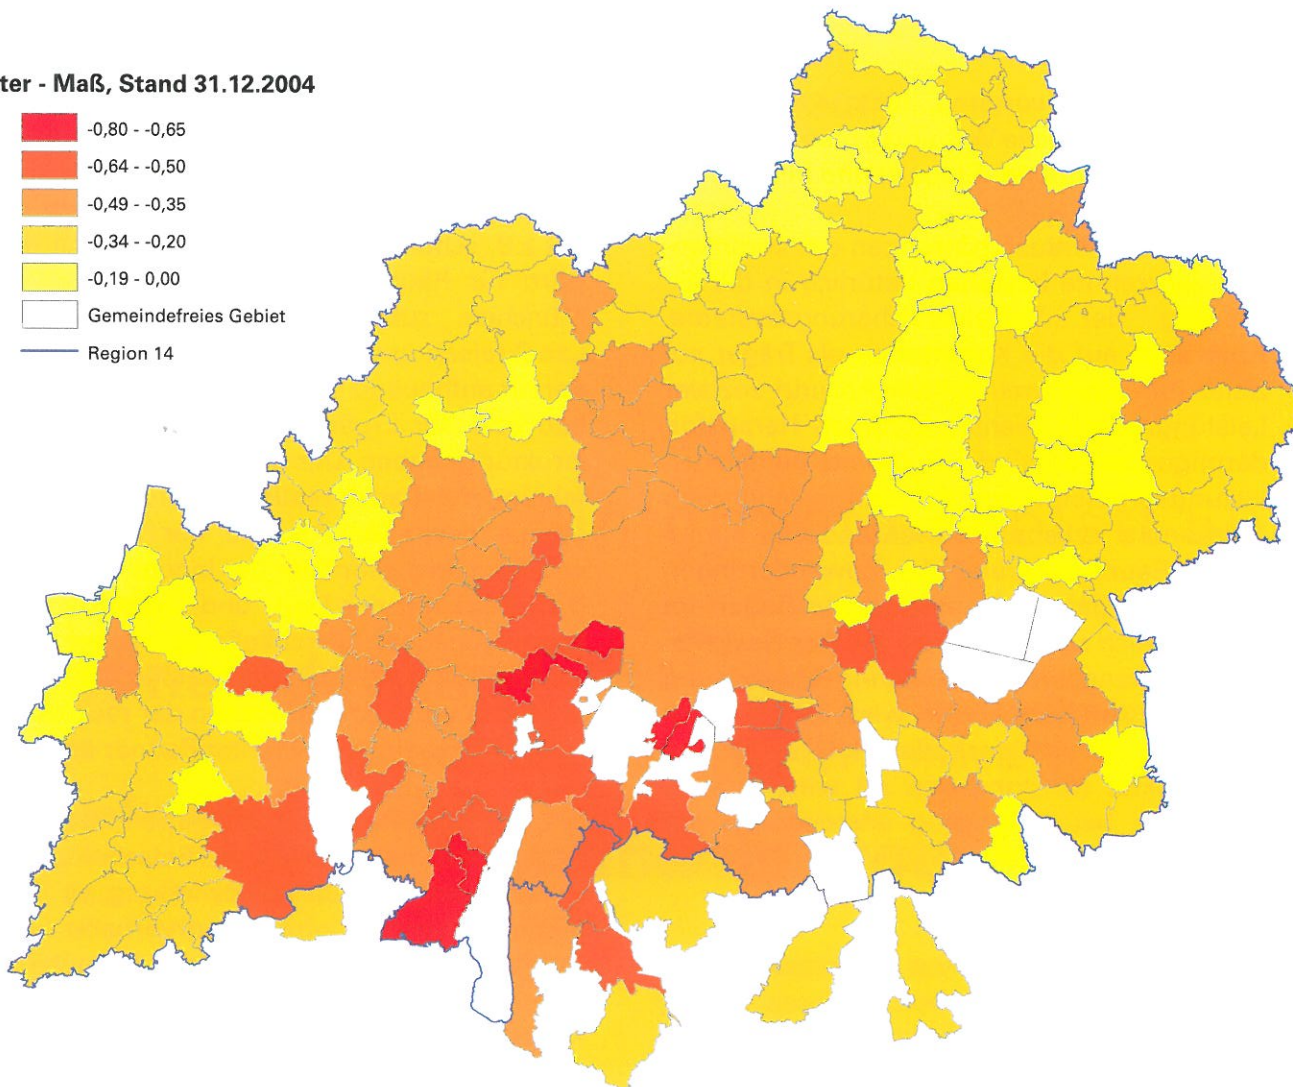 ter - Maß, Stand 31.12.2004
-0,80 - -0,65
-0,64 - -0,50
-0,49 - -0,35
-0,34 - -0,20
-0,19 - 0,00
Gemeindefreies Gebiet
Region 14